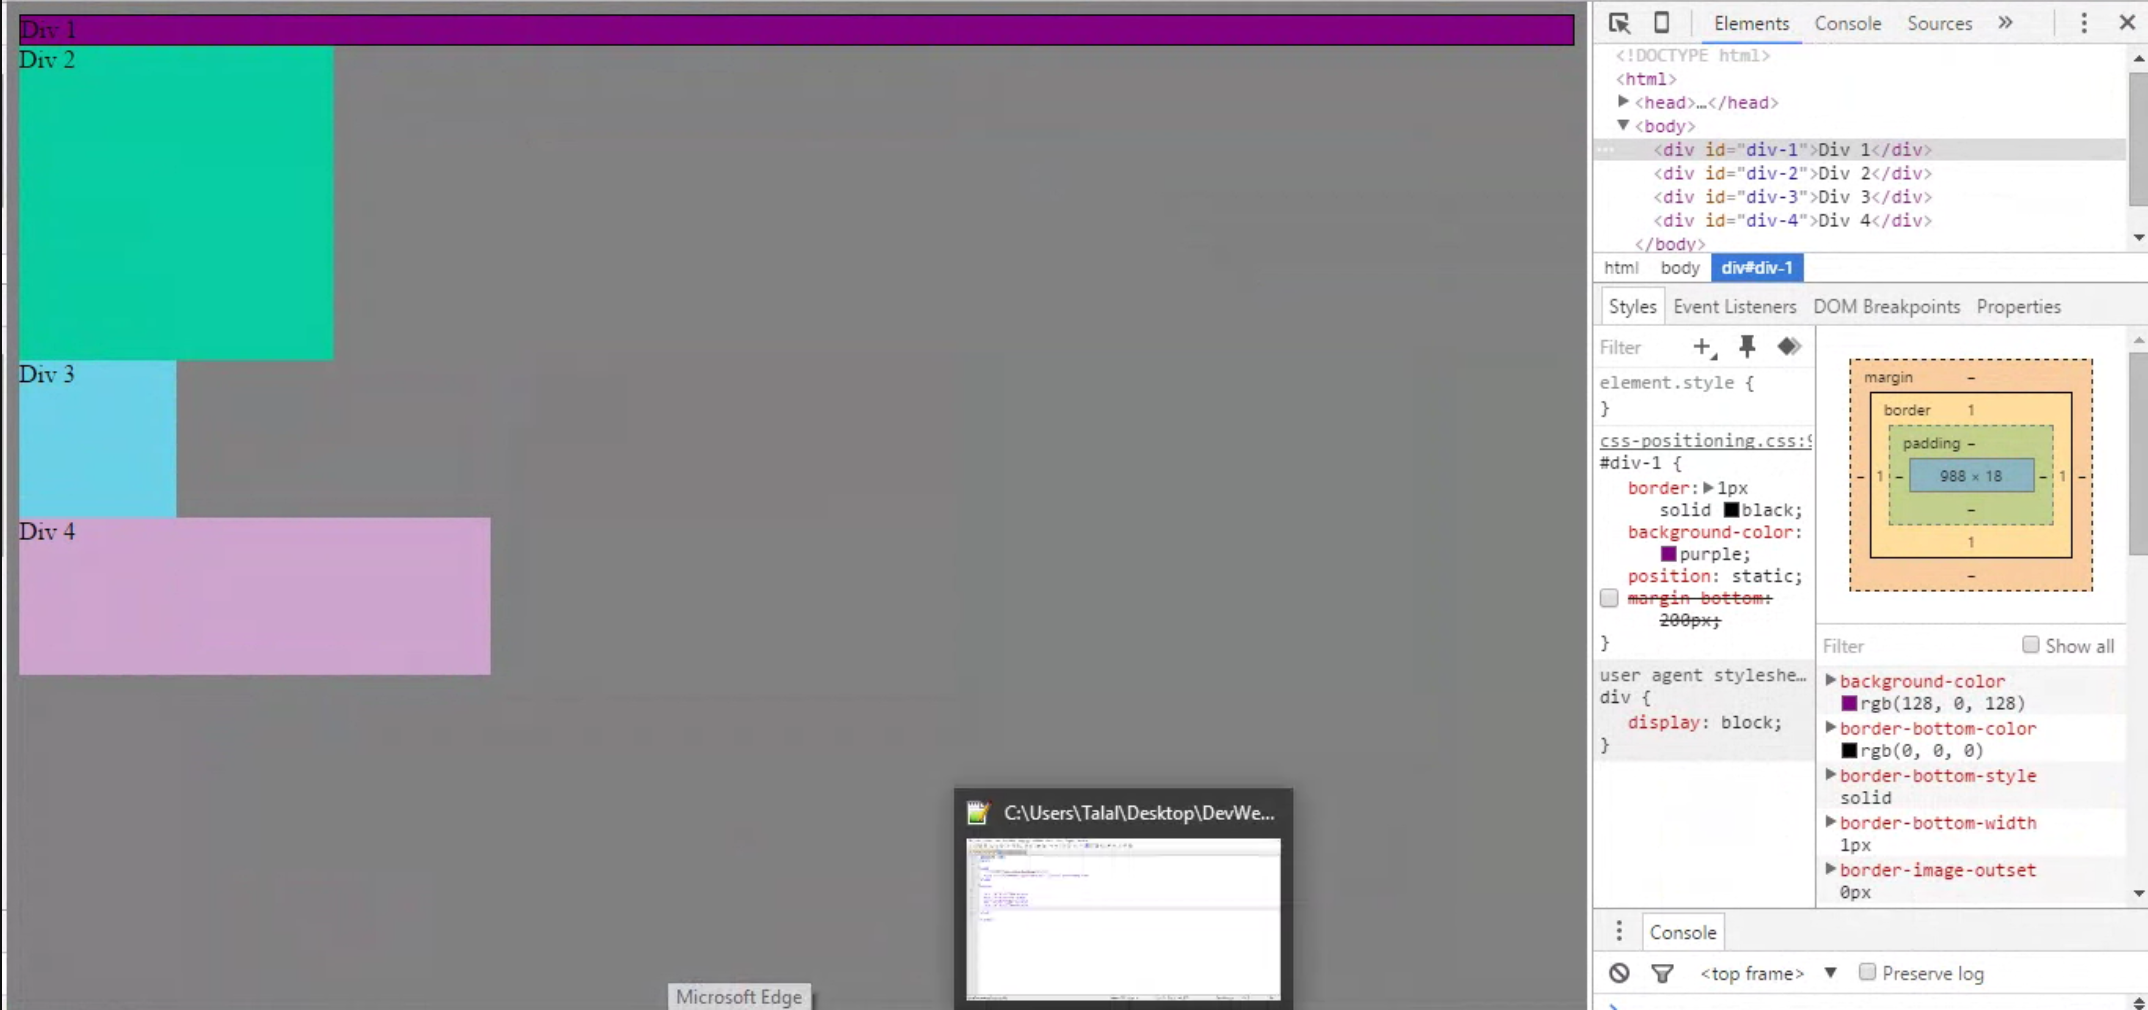 Div 1
Div 2
Div 3
Div 4
C:\Users\Talal\Desktop\DevWe...
Microsoft Edge
Elements Console Sources
<!DOCTYPE html>
<html>
<head>…</head>
<body>
<div id="div-1">Div 1</div>
<div id="div-2">Div 2</div>
<div id="div-3">Div 3</div>
<div id="div-4">Div 4</div>
</body>
html body div#div-1
Styles Event Listeners DOM Breakpoints Properties
Filter
element.style {
}
css-positioning.css:9
#div-1 {
border: 1px
solid black;
background-color:
purple;
position: static;
margin-bottom:
200px;
}
user agent styleshe…
div {
display: block;
}
margin –
border 1
padding –
– 1 – 988 × 18 – 1 –
–
1
–
Filter Show all
background-color
rgb(128, 0, 128)
border-bottom-color
rgb(0, 0, 0)
border-bottom-style
solid
border-bottom-width
1px
border-image-outset
0px
Console
<top frame> Preserve log